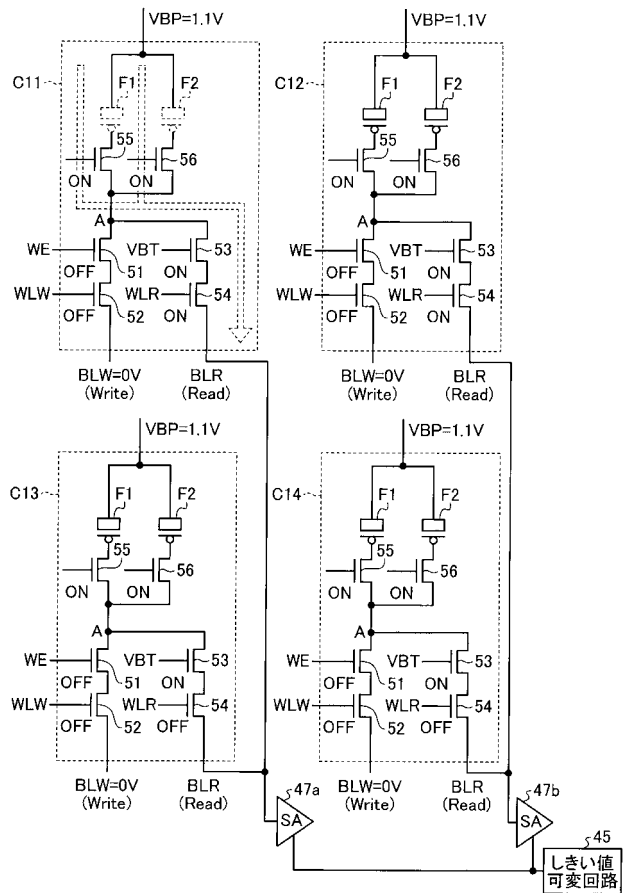 VBP=1.1V
VBP=1.1V
C11
F1
F2
C12
F1
F2
55
56
55
56
ON
ON
ON
ON
A
A
WE
VBT
53
WE
VBT
53
OFF
51
ON
OFF
51
ON
WLW
WLR
54
WLW
WLR
54
OFF
52
ON
OFF
52
ON
BLW=0V
BLR
BLW=0V
BLR
(Write)
(Read)
(Write)
(Read)
VBP=1.1V
VBP=1.1V
C13
F1
F2
C14
F1
F2
55
56
55
56
ON
ON
ON
ON
A
A
WE
VBT
53
WE
VBT
53
OFF
51
ON
OFF
51
ON
WLW
WLR
54
WLW
WLR
54
OFF
52
OFF
OFF
52
OFF
BLW=0V
BLR
BLW=0V
BLR
(Write)
(Read)
(Write)
(Read)
47a
47b
SA
SA
45
しきい値
可変回路